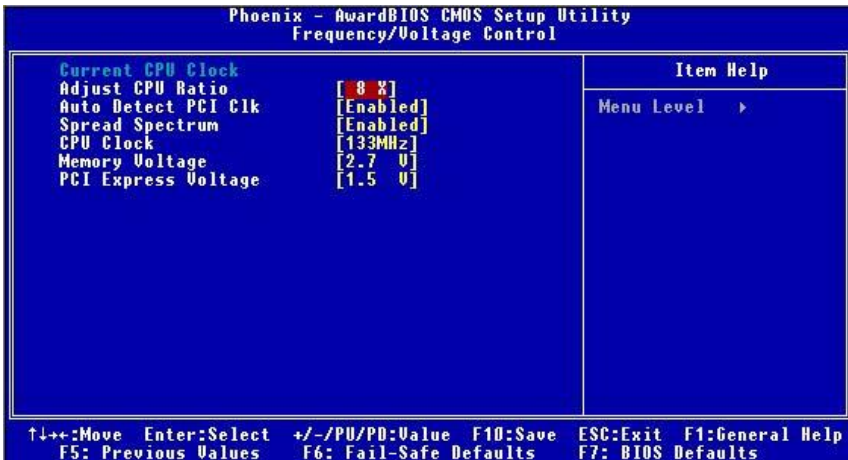 Phoenix - AwardBIOS CMOS Setup Utility
Frequency/Voltage Control
Current CPU Clock
Adjust CPU Ratio [ 8 X]
Auto Detect PCI Clk [Enabled]
Spread Spectrum [Enabled]
CPU Clock [133MHz]
Memory Voltage [2.7 V]
PCI Express Voltage [1.5 V]
Item Help
Menu Level ▸
↑↓→←:Move Enter:Select +/-/PU/PD:Value F10:Save ESC:Exit F1:General Help
F5: Previous Values F6: Fail-Safe Defaults F7: BIOS Defaults